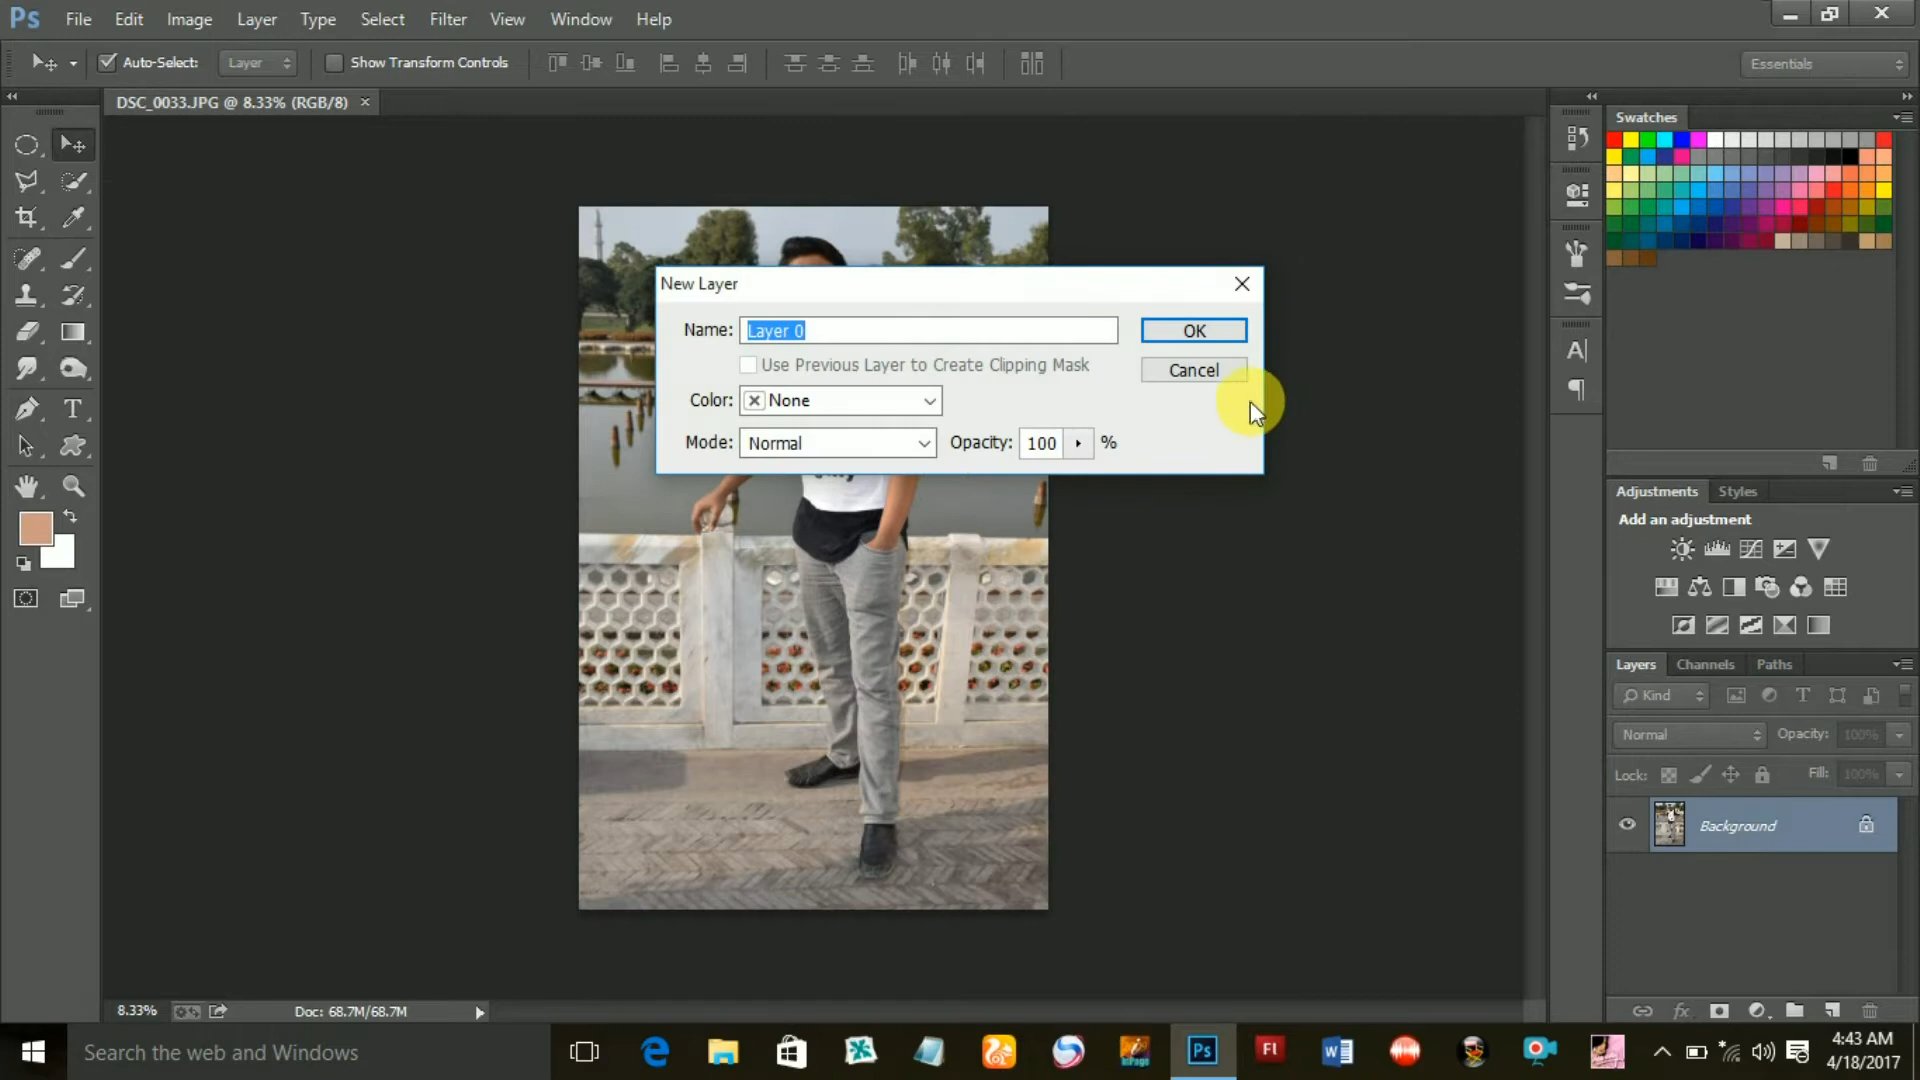 Ps File Edit Image Layer Type Select Filter View Window Help
Auto-Select: Layer Show Transform Controls Essentials
DSC_0033.JPG @ 8.33% (RGB/8) ×
Swatches
New Layer
Name: Layer 0 OK
Use Previous Layer to Create Clipping Mask Cancel
Color: None
Mode: Normal Opacity: 100 %
Adjustments Styles
Add an adjustment
Layers Channels Paths
Kind
Normal Opacity: 100%
Lock: Fill: 100%
Background
8.33% Doc: 68.7M/68.7M
Search the web and Windows
4:43 AM
4/18/2017